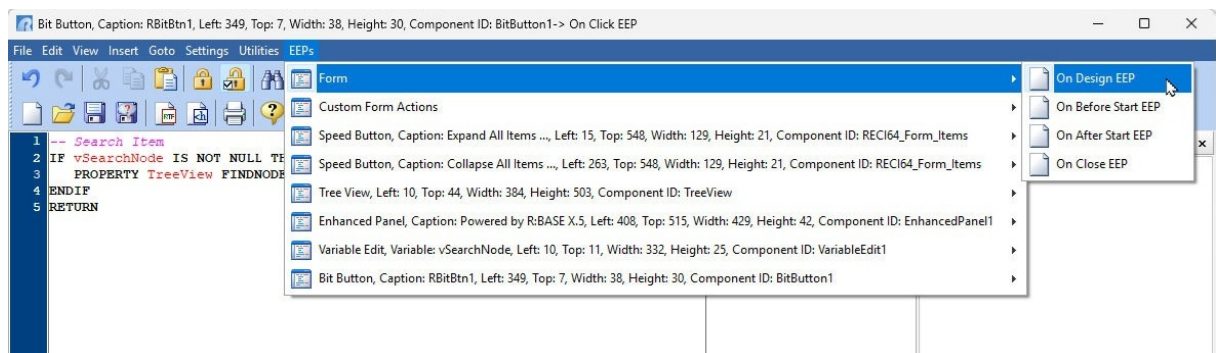 Bit Button, Caption: RBitBtn1, Left: 349, Top: 7, Width: 38, Height: 30, Component ID: BitButton1-> On Click EEP
File Edit View Insert Goto Settings Utilities EEPs
Form
On Design EEP
Custom Form Actions
On Before Start EEP
Speed Button, Caption: Expand All Items ..., Left: 15, Top: 548, Width: 129, Height: 21, Component ID: RECI64_Form_Items
On After Start EEP
Speed Button, Caption: Collapse All Items ..., Left: 263, Top: 548, Width: 129, Height: 21, Component ID: RECI64_Form_Items
On Close EEP
Tree View, Left: 10, Top: 44, Width: 384, Height: 503, Component ID: TreeView
Enhanced Panel, Caption: Powered by R:BASE X.5, Left: 408, Top: 515, Width: 429, Height: 42, Component ID: EnhancedPanel1
Variable Edit, Variable: vSearchNode, Left: 10, Top: 11, Width: 332, Height: 25, Component ID: VariableEdit1
Bit Button, Caption: RBitBtn1, Left: 349, Top: 7, Width: 38, Height: 30, Component ID: BitButton1
1 -- Search Item
2 IF vSearchNode IS NOT NULL TH
3 PROPERTY TreeView FINDNODE
4 ENDIF
5 RETURN